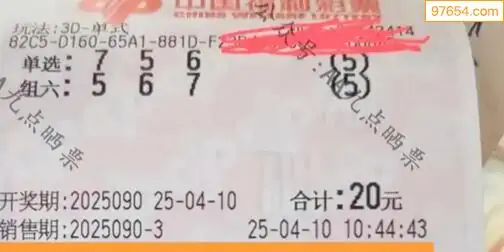 97654.com
中国福利彩票
玩法:3D-单式
82C5-D160-65A1-881D-F
单选: 7 5 6 (5)
组六: 5 6 7 (5)
九点晒票
九点晒票
开奖期:2025090 25-04-10 合计:20元
销售期:2025090-3 25-04-10 10:44:43